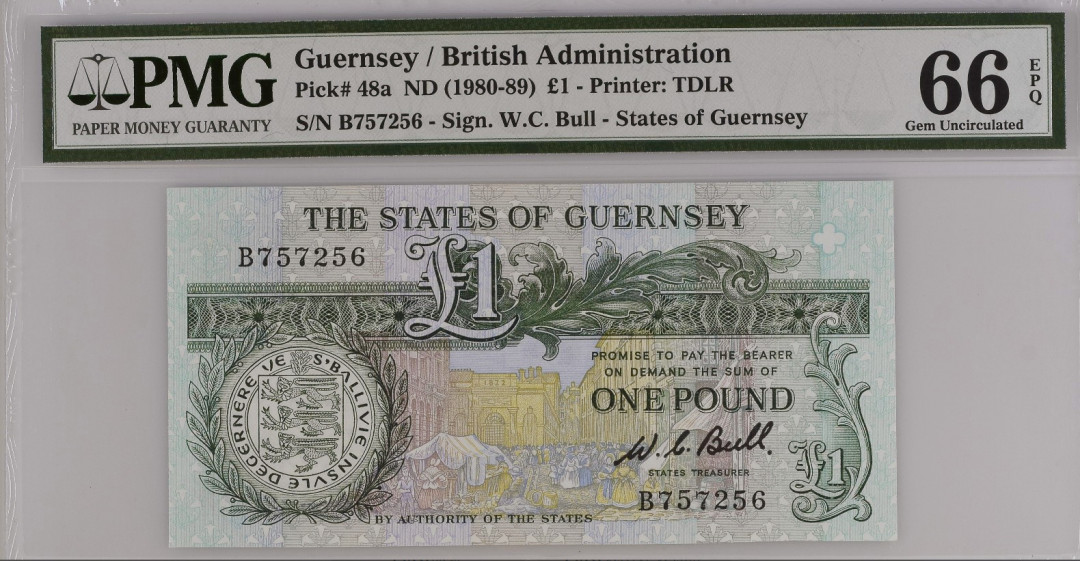 PMG
PAPER MONEY GUARANTY
Guernsey / British Administration
Pick# 48a ND (1980-89) £1 - Printer: TDLR
S/N B757256 - Sign. W.C. Bull - States of Guernsey
66
EPQ
Gem Uncirculated
THE STATES OF GUERNSEY
B757256
£1
PROMISE TO PAY THE BEARER
ON DEMAND THE SUM OF
ONE POUND
W. C. Bull.
STATES TREASURER
B757256
£1
S'BALLIVIE INSVLE DEGERNERE VE
BY AUTHORITY OF THE STATES